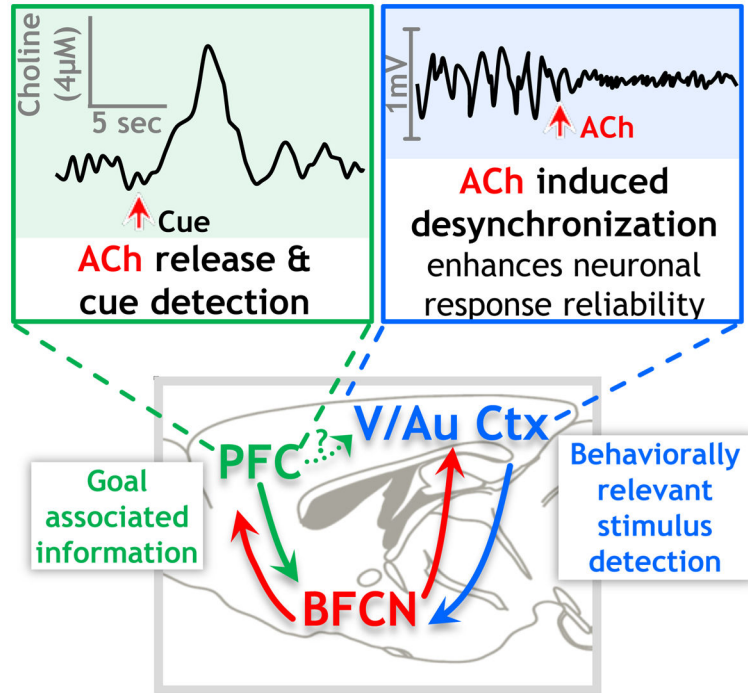 Choline
(4µM)
5 sec
Cue
ACh release &
cue detection
1mV
ACh
ACh induced
desynchronization
enhances neuronal
response reliability
PFC
?
V/Au Ctx
Goal
associated
information
Behaviorally
relevant
stimulus
detection
BFCN